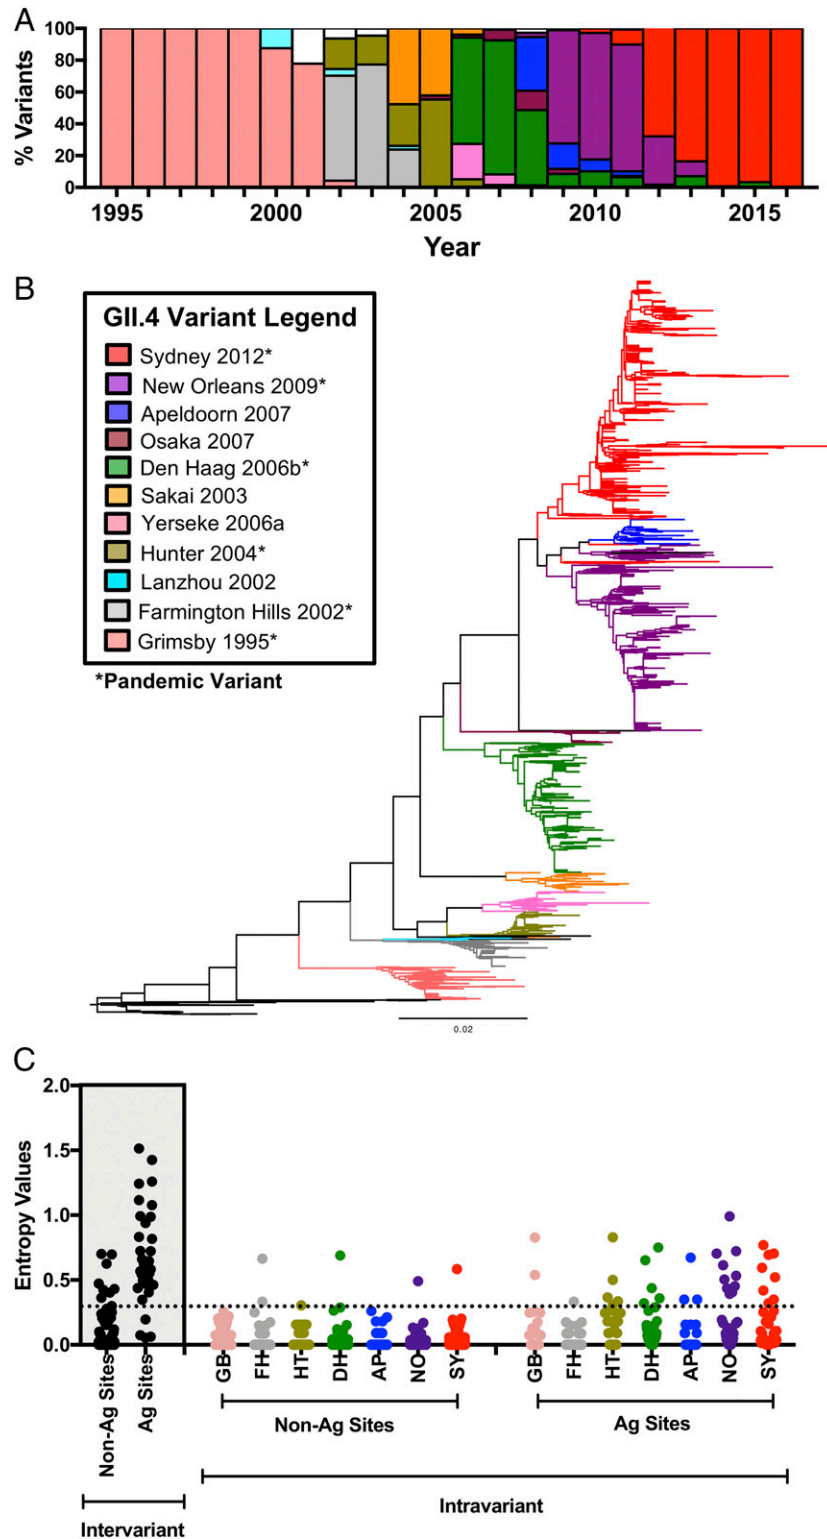 A
100
80
60
40
20
0
% Variants
1995
2000
2005
2010
2015
Year
B
GII.4 Variant Legend
Sydney 2012*
New Orleans 2009*
Apeldoorn 2007
Osaka 2007
Den Haag 2006b*
Sakai 2003
Yerseke 2006a
Hunter 2004*
Lanzhou 2002
Farmington Hills 2002*
Grimsby 1995*
*Pandemic Variant
0.02
C
2.0
1.5
1.0
0.5
0.0
Entropy Values
Non-Ag Sites
Ag Sites
GB
FH
HT
DH
AP
NO
SY
GB
FH
HT
DH
AP
NO
SY
Non-Ag Sites
Ag Sites
Intervariant
Intravariant